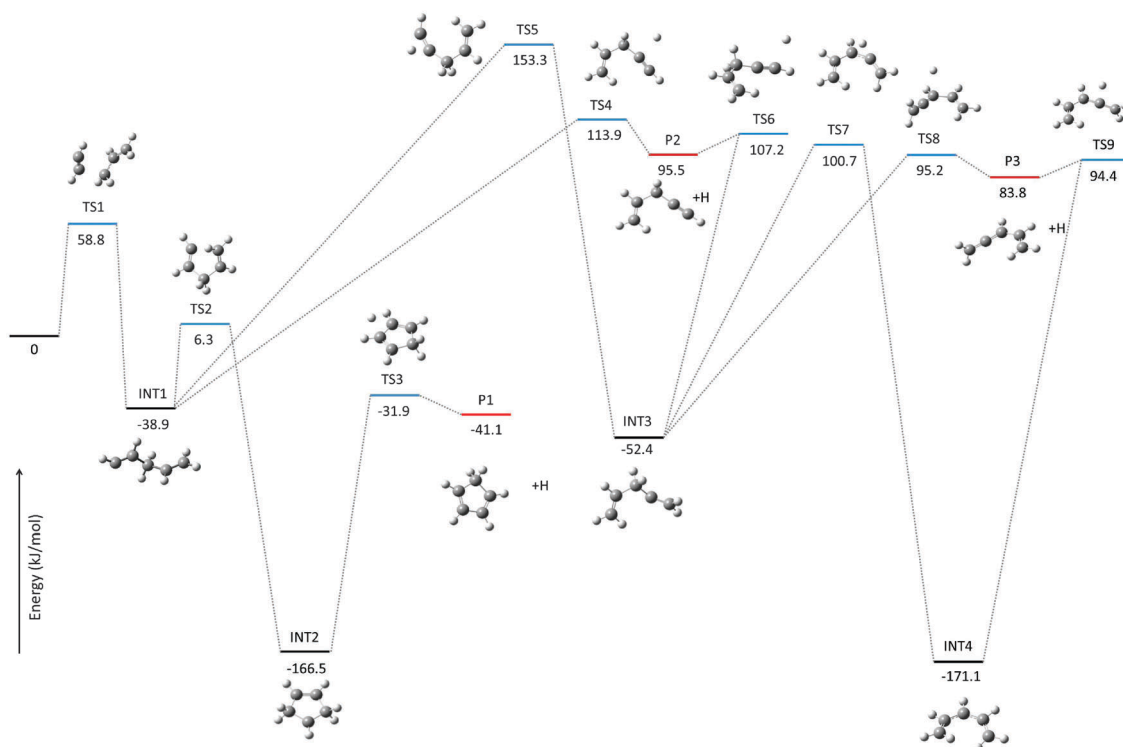 TS5
153.3
TS4
113.9
TS6
107.2
TS7
100.7
P2
95.5
+H
TS8
95.2
P3
83.8
+H
TS9
94.4
TS1
58.8
0
TS2
6.3
INT1
-38.9
TS3
-31.9
P1
-41.1
+H
INT3
-52.4
INT2
-166.5
INT4
-171.1
Energy (kJ/mol)